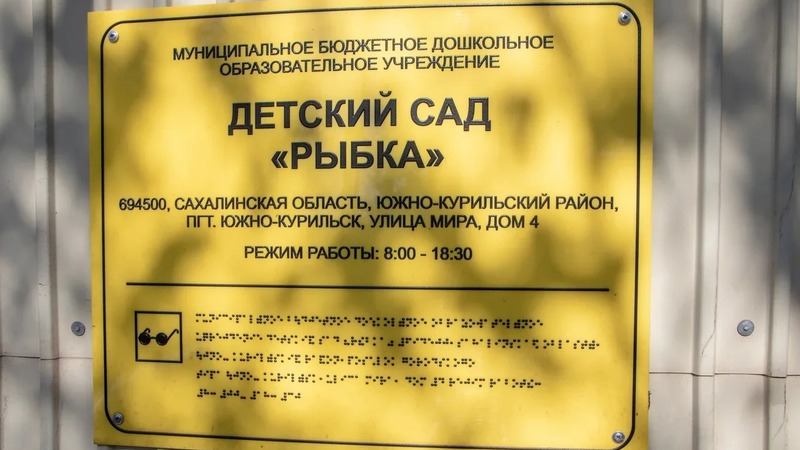 МУНИЦИПАЛЬНОЕ БЮДЖЕТНОЕ ДОШКОЛЬНОЕ
ОБРАЗОВАТЕЛЬНОЕ УЧРЕЖДЕНИЕ
ДЕТСКИЙ САД
«РЫБКА»
694500, САХАЛИНСКАЯ ОБЛАСТЬ, ЮЖНО-КУРИЛЬСКИЙ РАЙОН,
ПГТ. ЮЖНО-КУРИЛЬСК, УЛИЦА МИРА, ДОМ 4
РЕЖИМ РАБОТЫ: 8:00 - 18:30